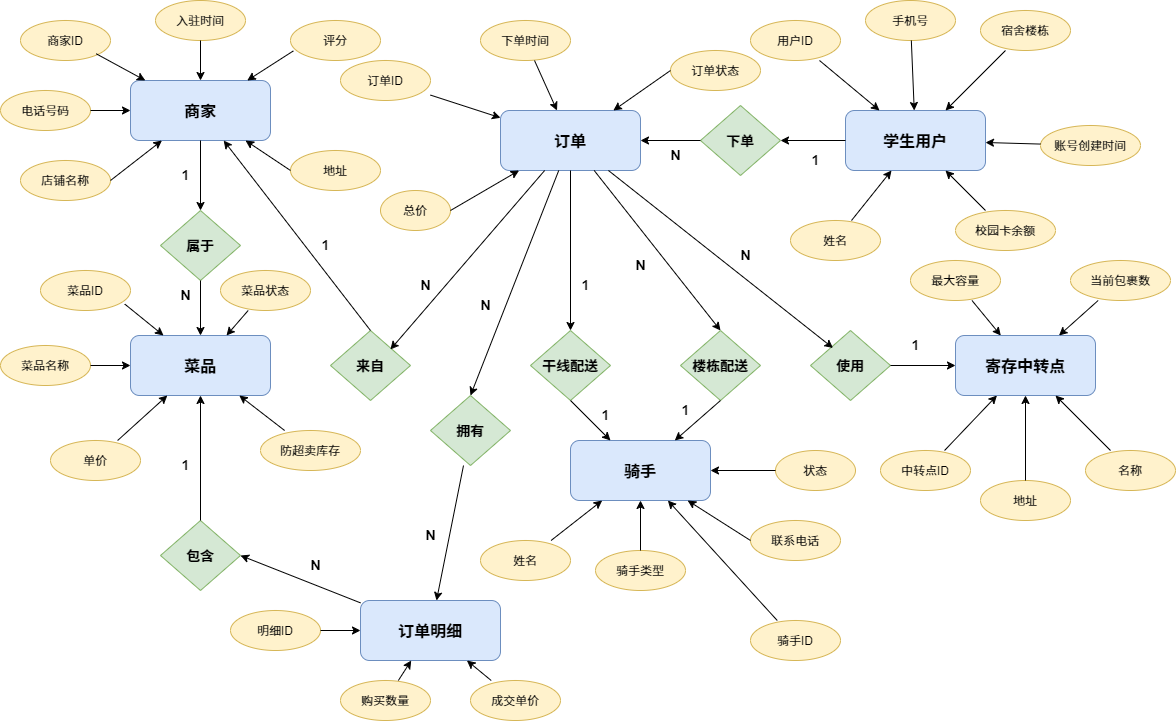 入驻时间
商家ID
评分
下单时间
手机号
宿舍楼栋
用户ID
订单ID
订单状态
电话号码
商家
订单
下单
学生用户
账号创建时间
N
1
店铺名称
地址
1
总价
姓名
校园卡余额
属于
1
N
N
菜品ID
菜品状态
N
N
1
N
最大容量
当前包裹数
菜品名称
菜品
来自
干线配送
楼栋配送
使用
1
寄存中转点
单价
防超卖库存
拥有
1
1
1
骑手
状态
中转点ID
地址
名称
包含
N
N
姓名
骑手类型
联系电话
明细ID
订单明细
骑手ID
购买数量
成交单价